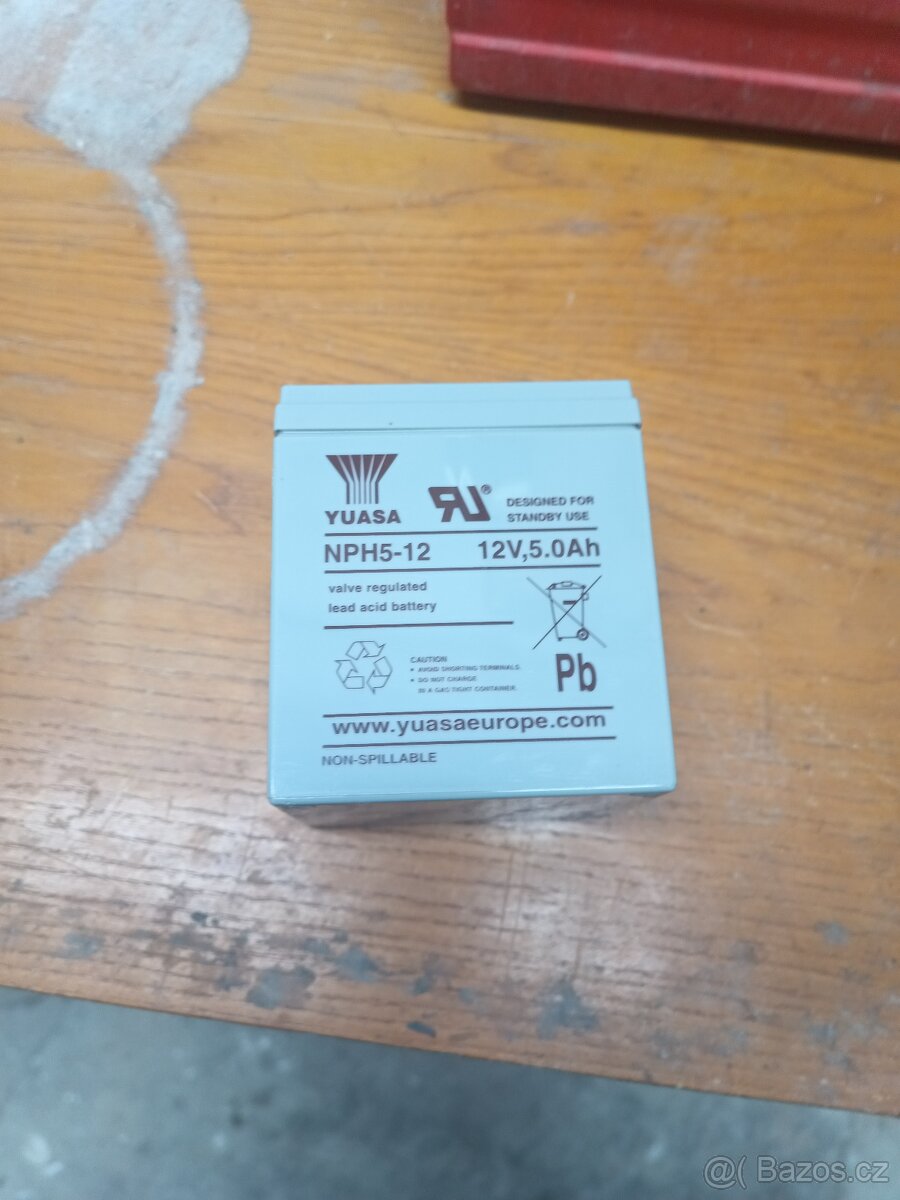 YUASA
RU®
DESIGNED FOR
STANDBY USE
NPH5-12 12V,5.0Ah
valve regulated
lead acid battery
CAUTION
• AVOID SHORTING TERMINALS.
• DO NOT CHARGE
IN A GAS TIGHT CONTAINER.
Pb
www.yuasaeurope.com
NON-SPILLABLE
@( Bazos.cz